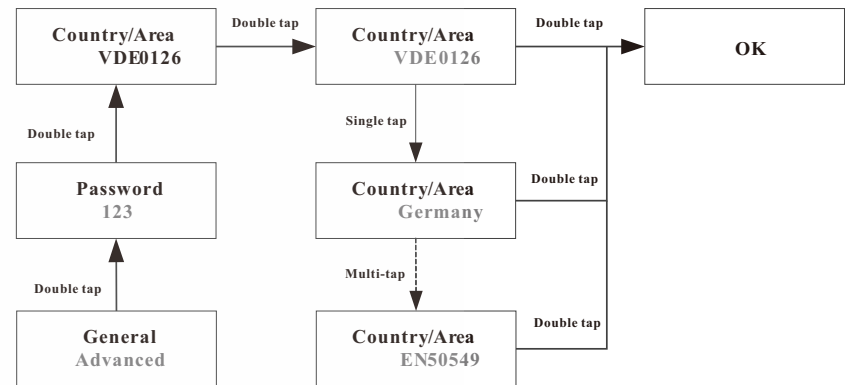 Country/Area
VDE0126
Double tap
Country/Area
VDE0126
Double tap
OK
Double tap
Single tap
Password
123
Country/Area
Germany
Double tap
Double tap
Multi-tap
General
Advanced
Country/Area
EN50549
Double tap